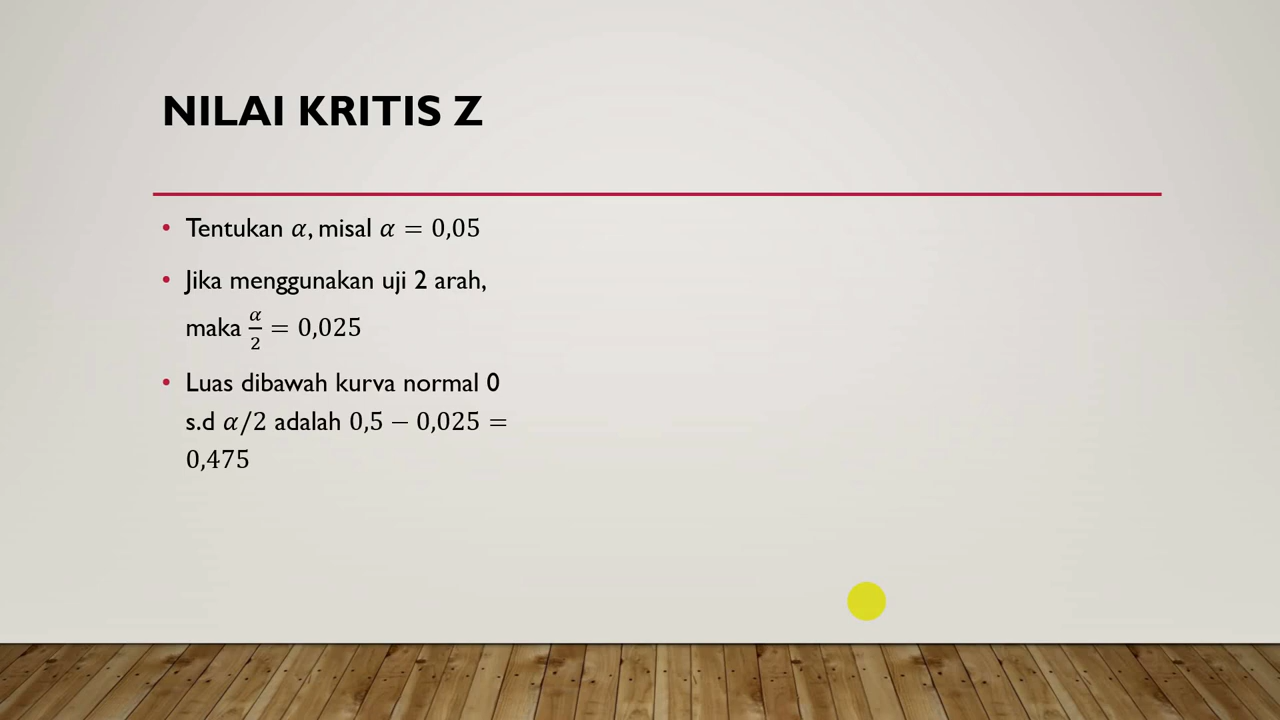 NILAI KRITIS Z
• Tentukan α, misal α = 0,05
• Jika menggunakan uji 2 arah,
maka α/2 = 0,025
• Luas dibawah kurva normal 0
s.d α/2 adalah 0,5 − 0,025 =
0,475